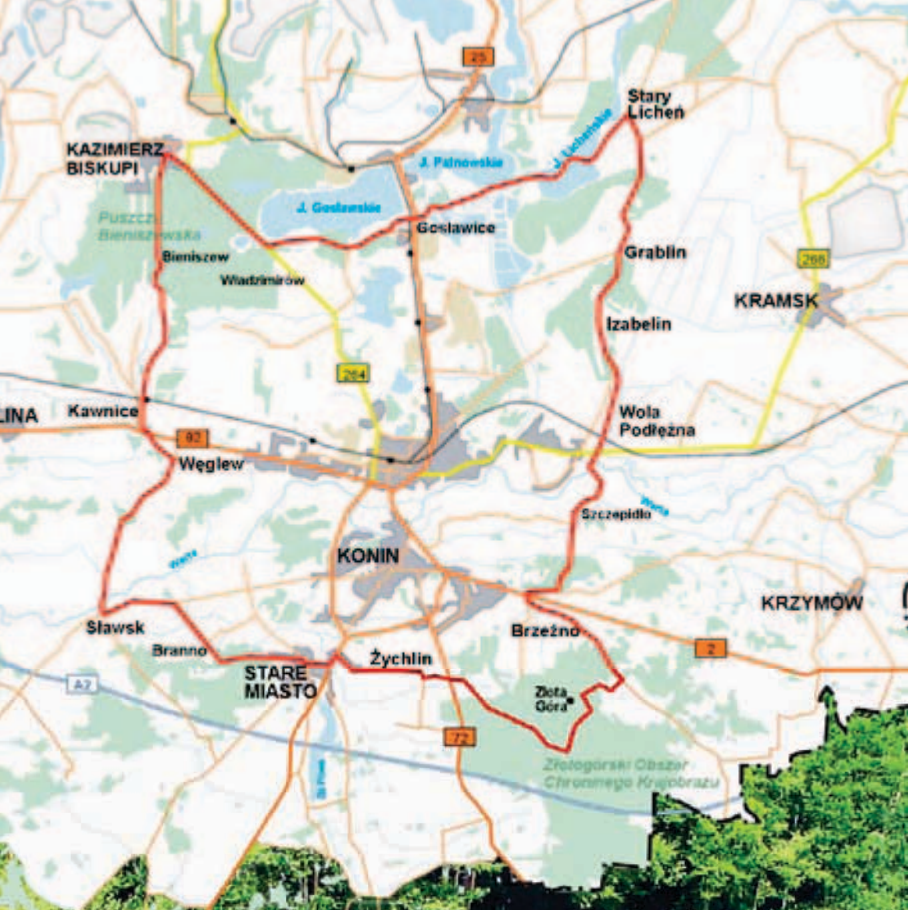 25
Stary
Licheń
KAZIMIERZ
BISKUPI
J. Licheńskie
J. Pątnowskie
J. Gosławskie
Puszcza
Bieniszewska
Gosławice
Bieniszew
Władzimirów
Grąblin
266
KRAMSK
Izabelin
264
LINA
Kawnice
Wola
Podłężna
92
Węglew
Szczepidło
Warta
Warta
KONIN
KRZYMÓW
Sławsk
Brzeźno
Branno
2
Żychlin
STARE
MIASTO
A2
Złota
Góra
72
Złotogórski Obszar
Chronnego Krajobrazu